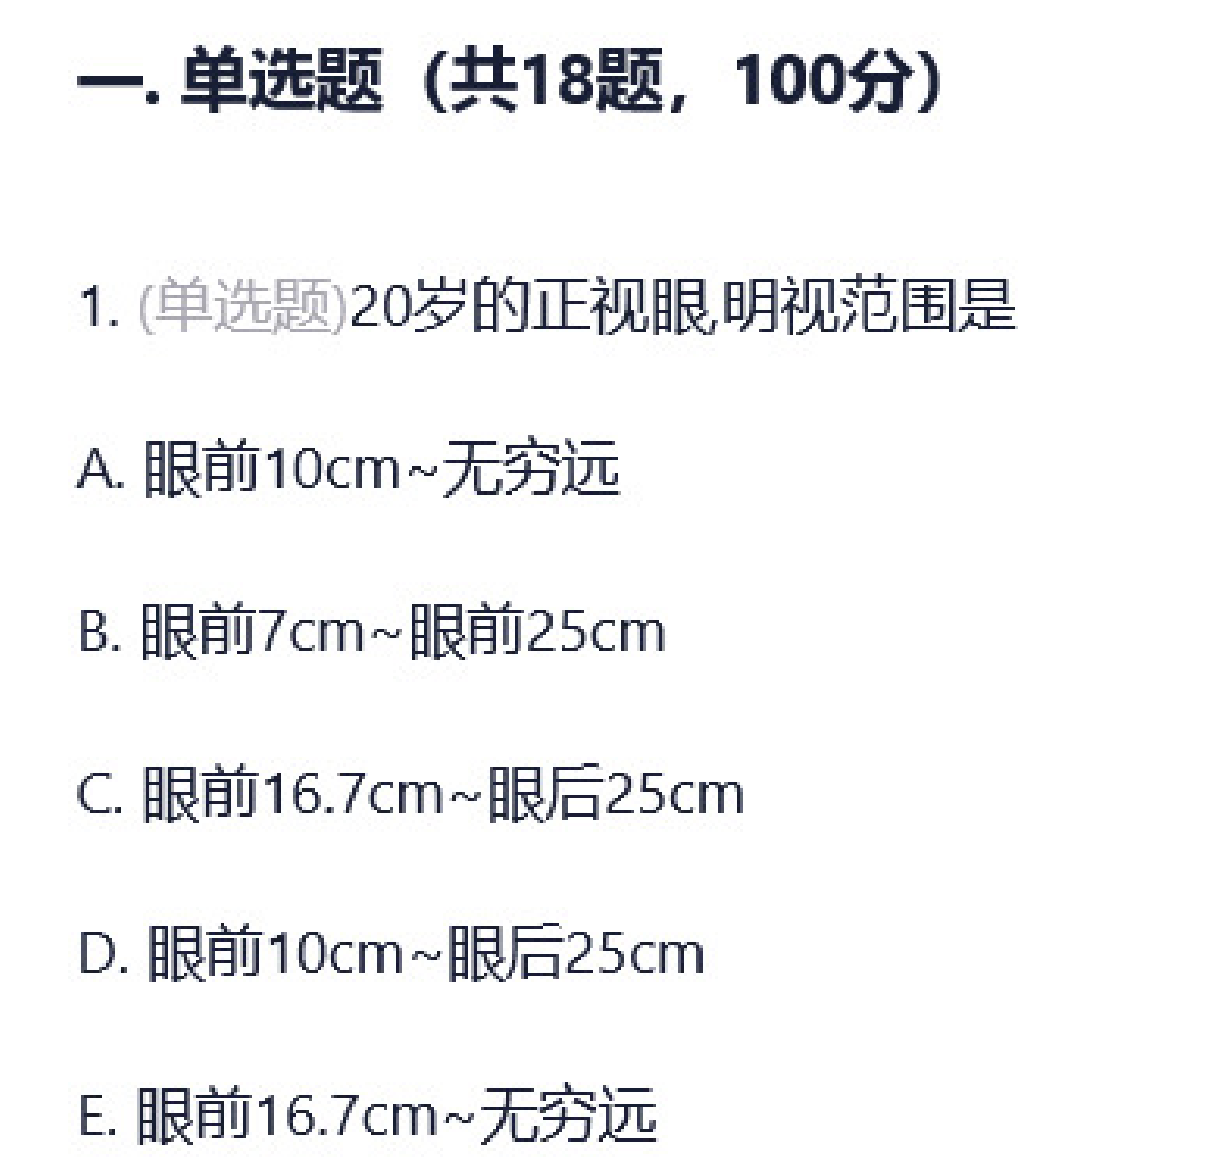 一. 单选题（共18题，100分）
1. (单选题)20岁的正视眼,明视范围是
A. 眼前10cm~无穷远
B. 眼前7cm~眼前25cm
C. 眼前16.7cm~眼后25cm
D. 眼前10cm~眼后25cm
E. 眼前16.7cm~无穷远